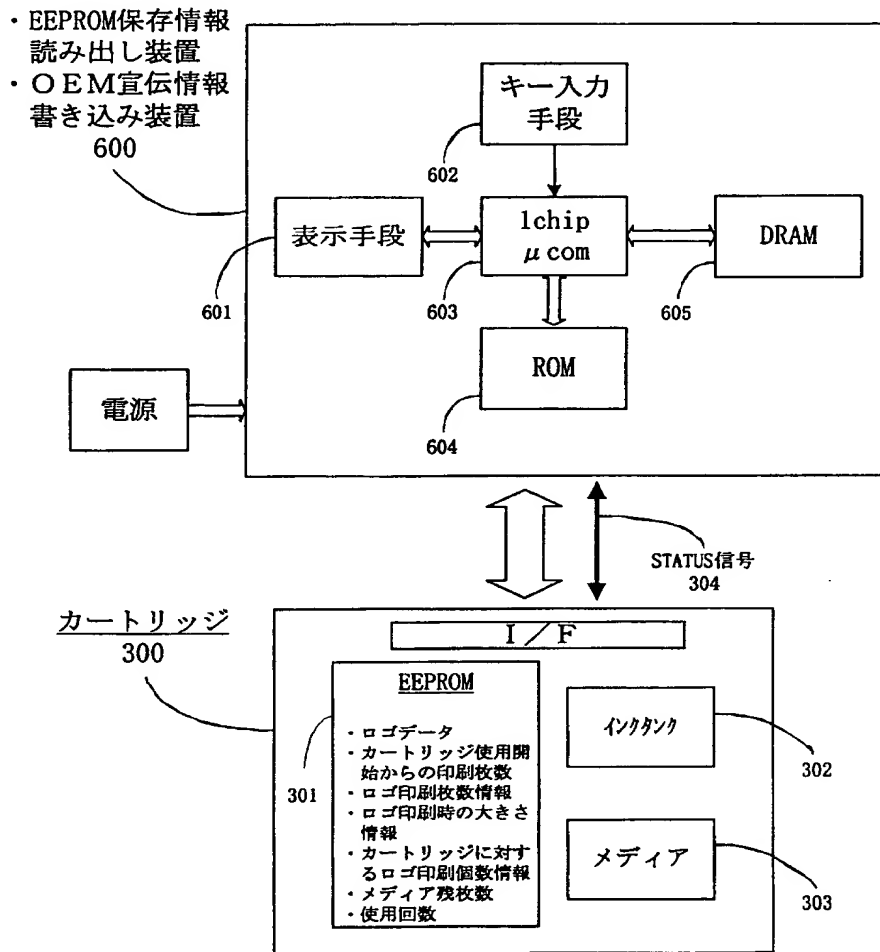 ・EEPROM保存情報
読み出し装置
・OEM宣伝情報
書き込み装置
600
キー入力
手段
602
表示手段
601
1chip
μcom
603
DRAM
605
ROM
604
電源
STATUS信号
304
カートリッジ
300
I/F
EEPROM
・ロゴデータ
・カートリッジ使用開
始からの印刷枚数
・ロゴ印刷枚数情報
・ロゴ印刷時の大きさ
情報
・カートリッジに対す
るロゴ印刷個数情報
・メディア残枚数
・使用回数
301
インクタンク
302
メディア
303